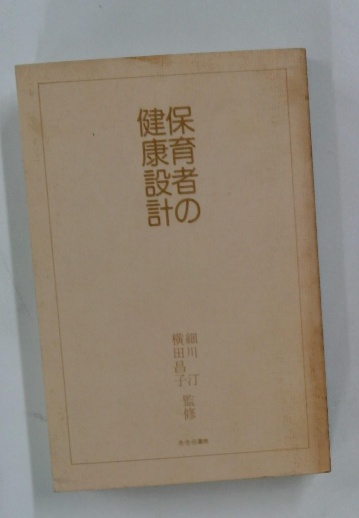 保育者の
健康設計
細川 汀
横田昌子 監修